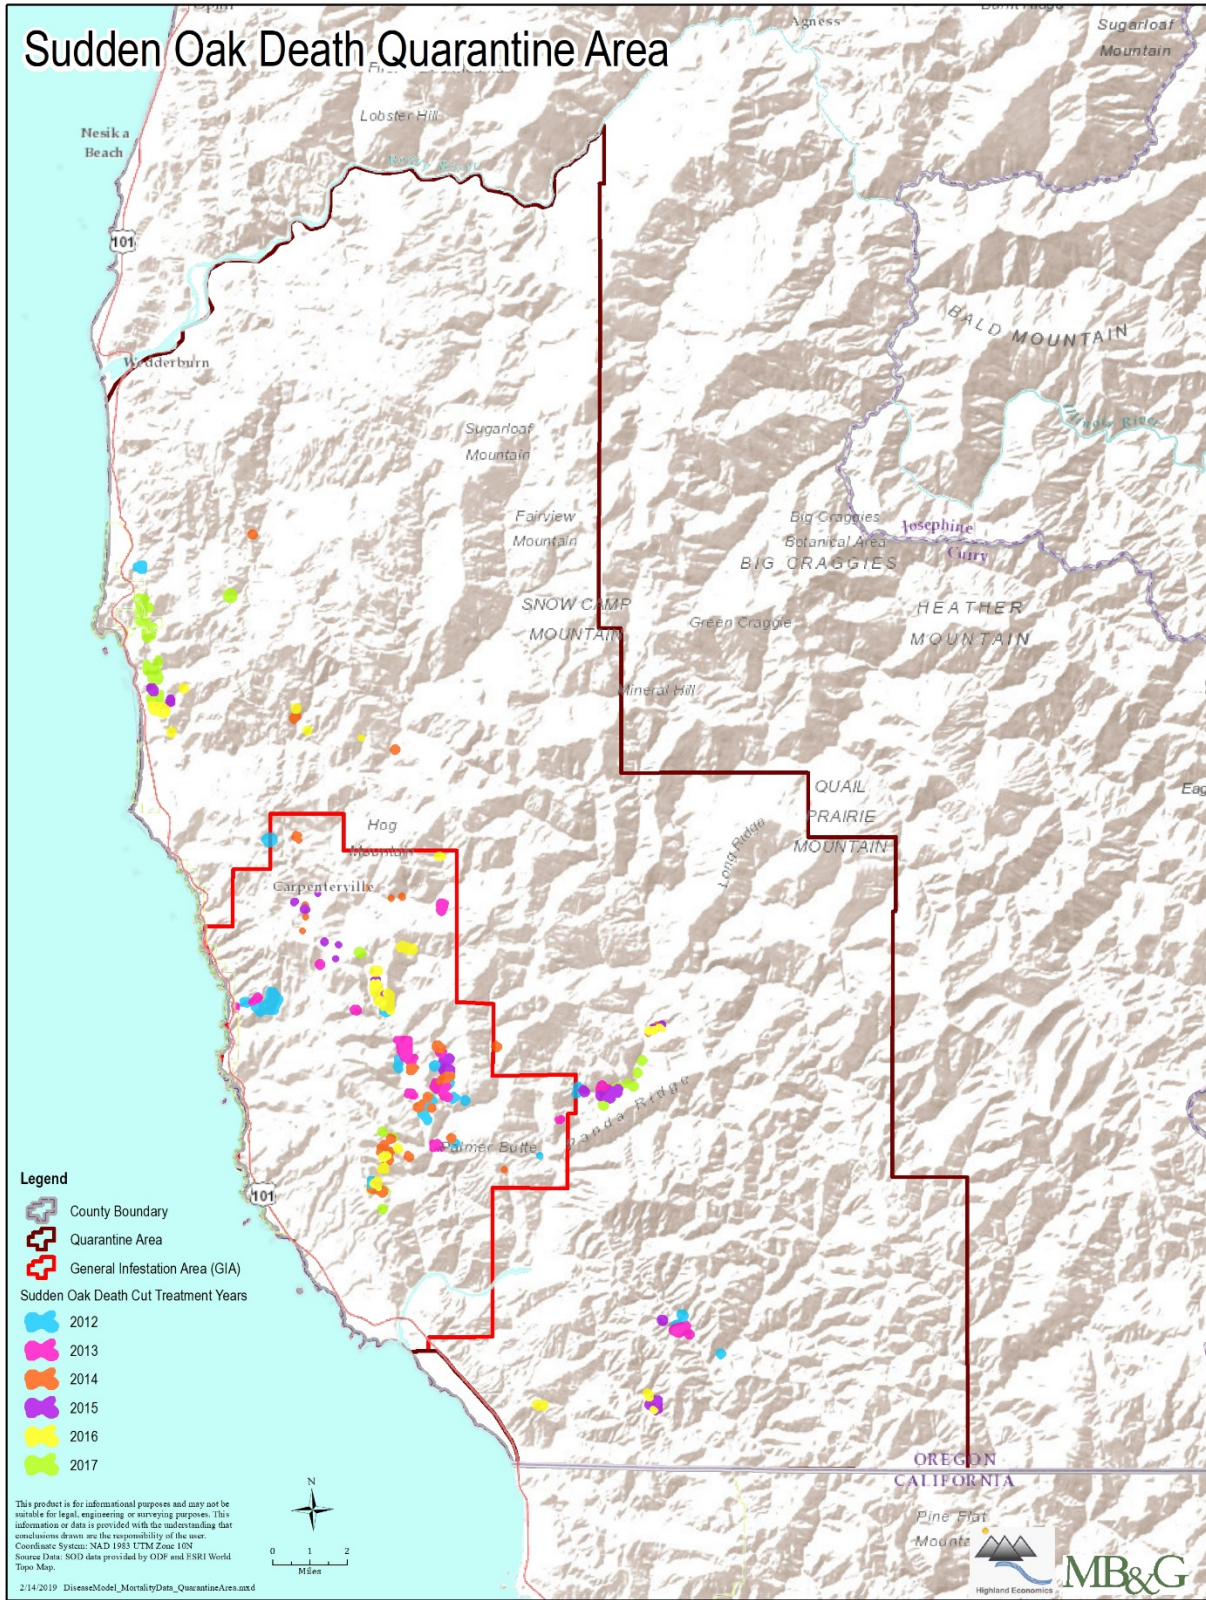 Sudden Oak Death Quarantine Area
Agness
Sugarloaf
Mountain
Lobster Hill
Nesika
Beach
101
Wedderburn
BALD MOUNTAIN
Illinois River
Sugarloaf
Mountain
Fairview
Mountain
Big Craggies
Botanical Area
BIG CRAGGIES
Josephine
Curry
SNOW CAMP
MOUNTAIN
Green Craggie
HEATHER
MOUNTAIN
Mineral Hill
QUAIL
PRAIRIE
MOUNTAIN
Long Ridge
Hog
Mountain
Carpenterville
Palmer Butte
Ridge
101
Legend
County Boundary
Quarantine Area
General Infestation Area (GIA)
Sudden Oak Death Cut Treatment Years
2012
2013
2014
2015
2016
2017
OREGON
CALIFORNIA
Pine Flat
This product is for informational purposes and may not be
suitable for legal, engineering or surveying purposes. This
information or data is provided with the understanding that
conclusions drawn are the responsibility of the user.
Coordinate System: NAD 1983 UTM Zone 10N
Source Data: SOD data provided by ODF and ESRI World
Topo Map.
2/14/2019 DiseaseModel_MortalityData_QuarantineArea.mxd
N
0 1 2
Miles
Highland Economics
MB&G